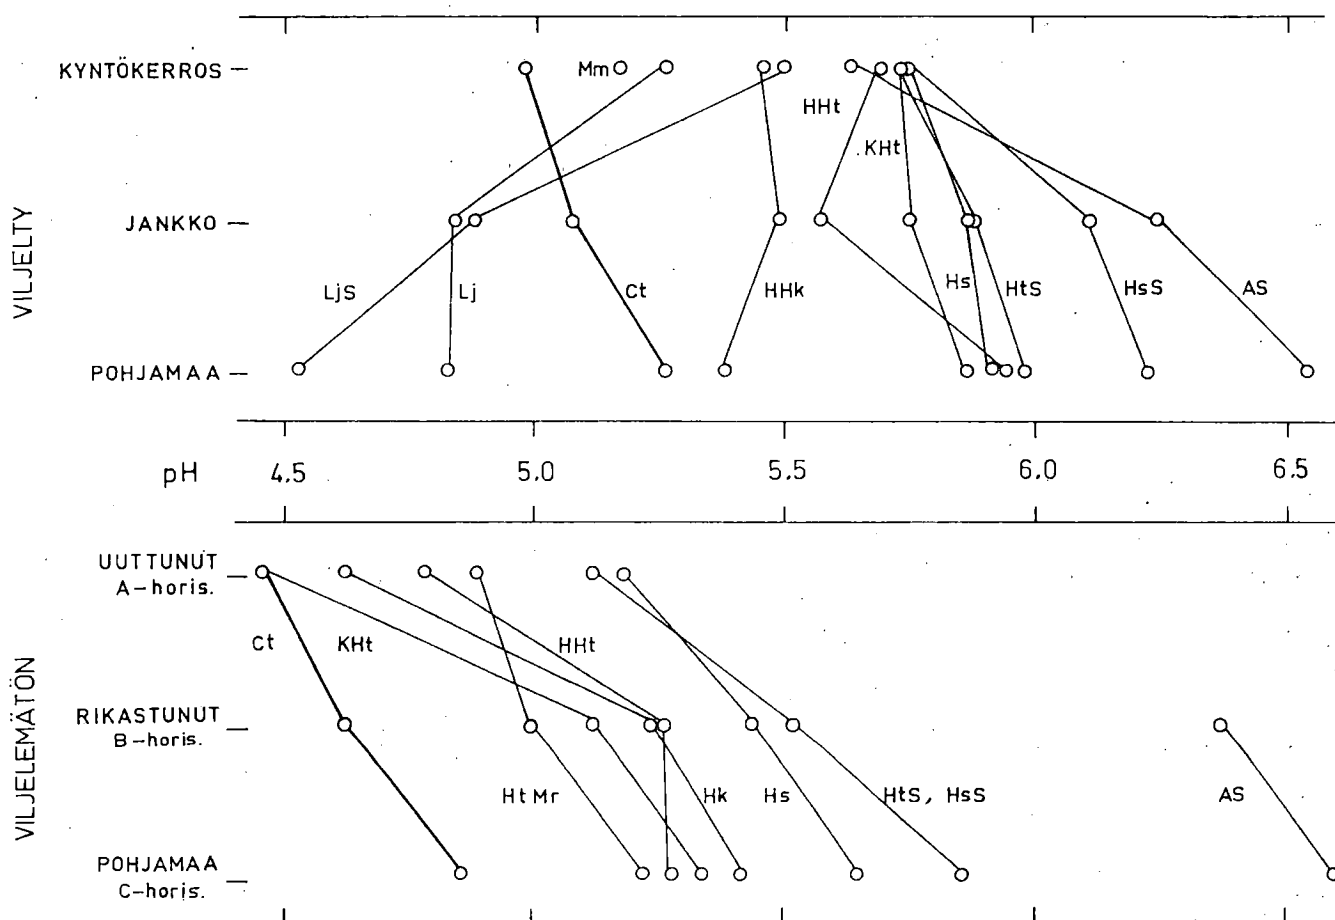 KYNTÖKERROS
Mm
HHt
KHt
VILJELTY
JANKKO
LjS
Lj
Ct
HHk
Hs
HtS
HsS
AS
POHJAMAA
pH 4.5 5.0 5.5 6.0 6.5
UUTTUNUT
A-horis.
Ct
KHt
HHt
VILJELEMÄTÖN
RIKASTUNUT
B-horis.
Ht Mr
Hk
Hs
HtS, HsS
AS
POHJAMAA
C-horis.